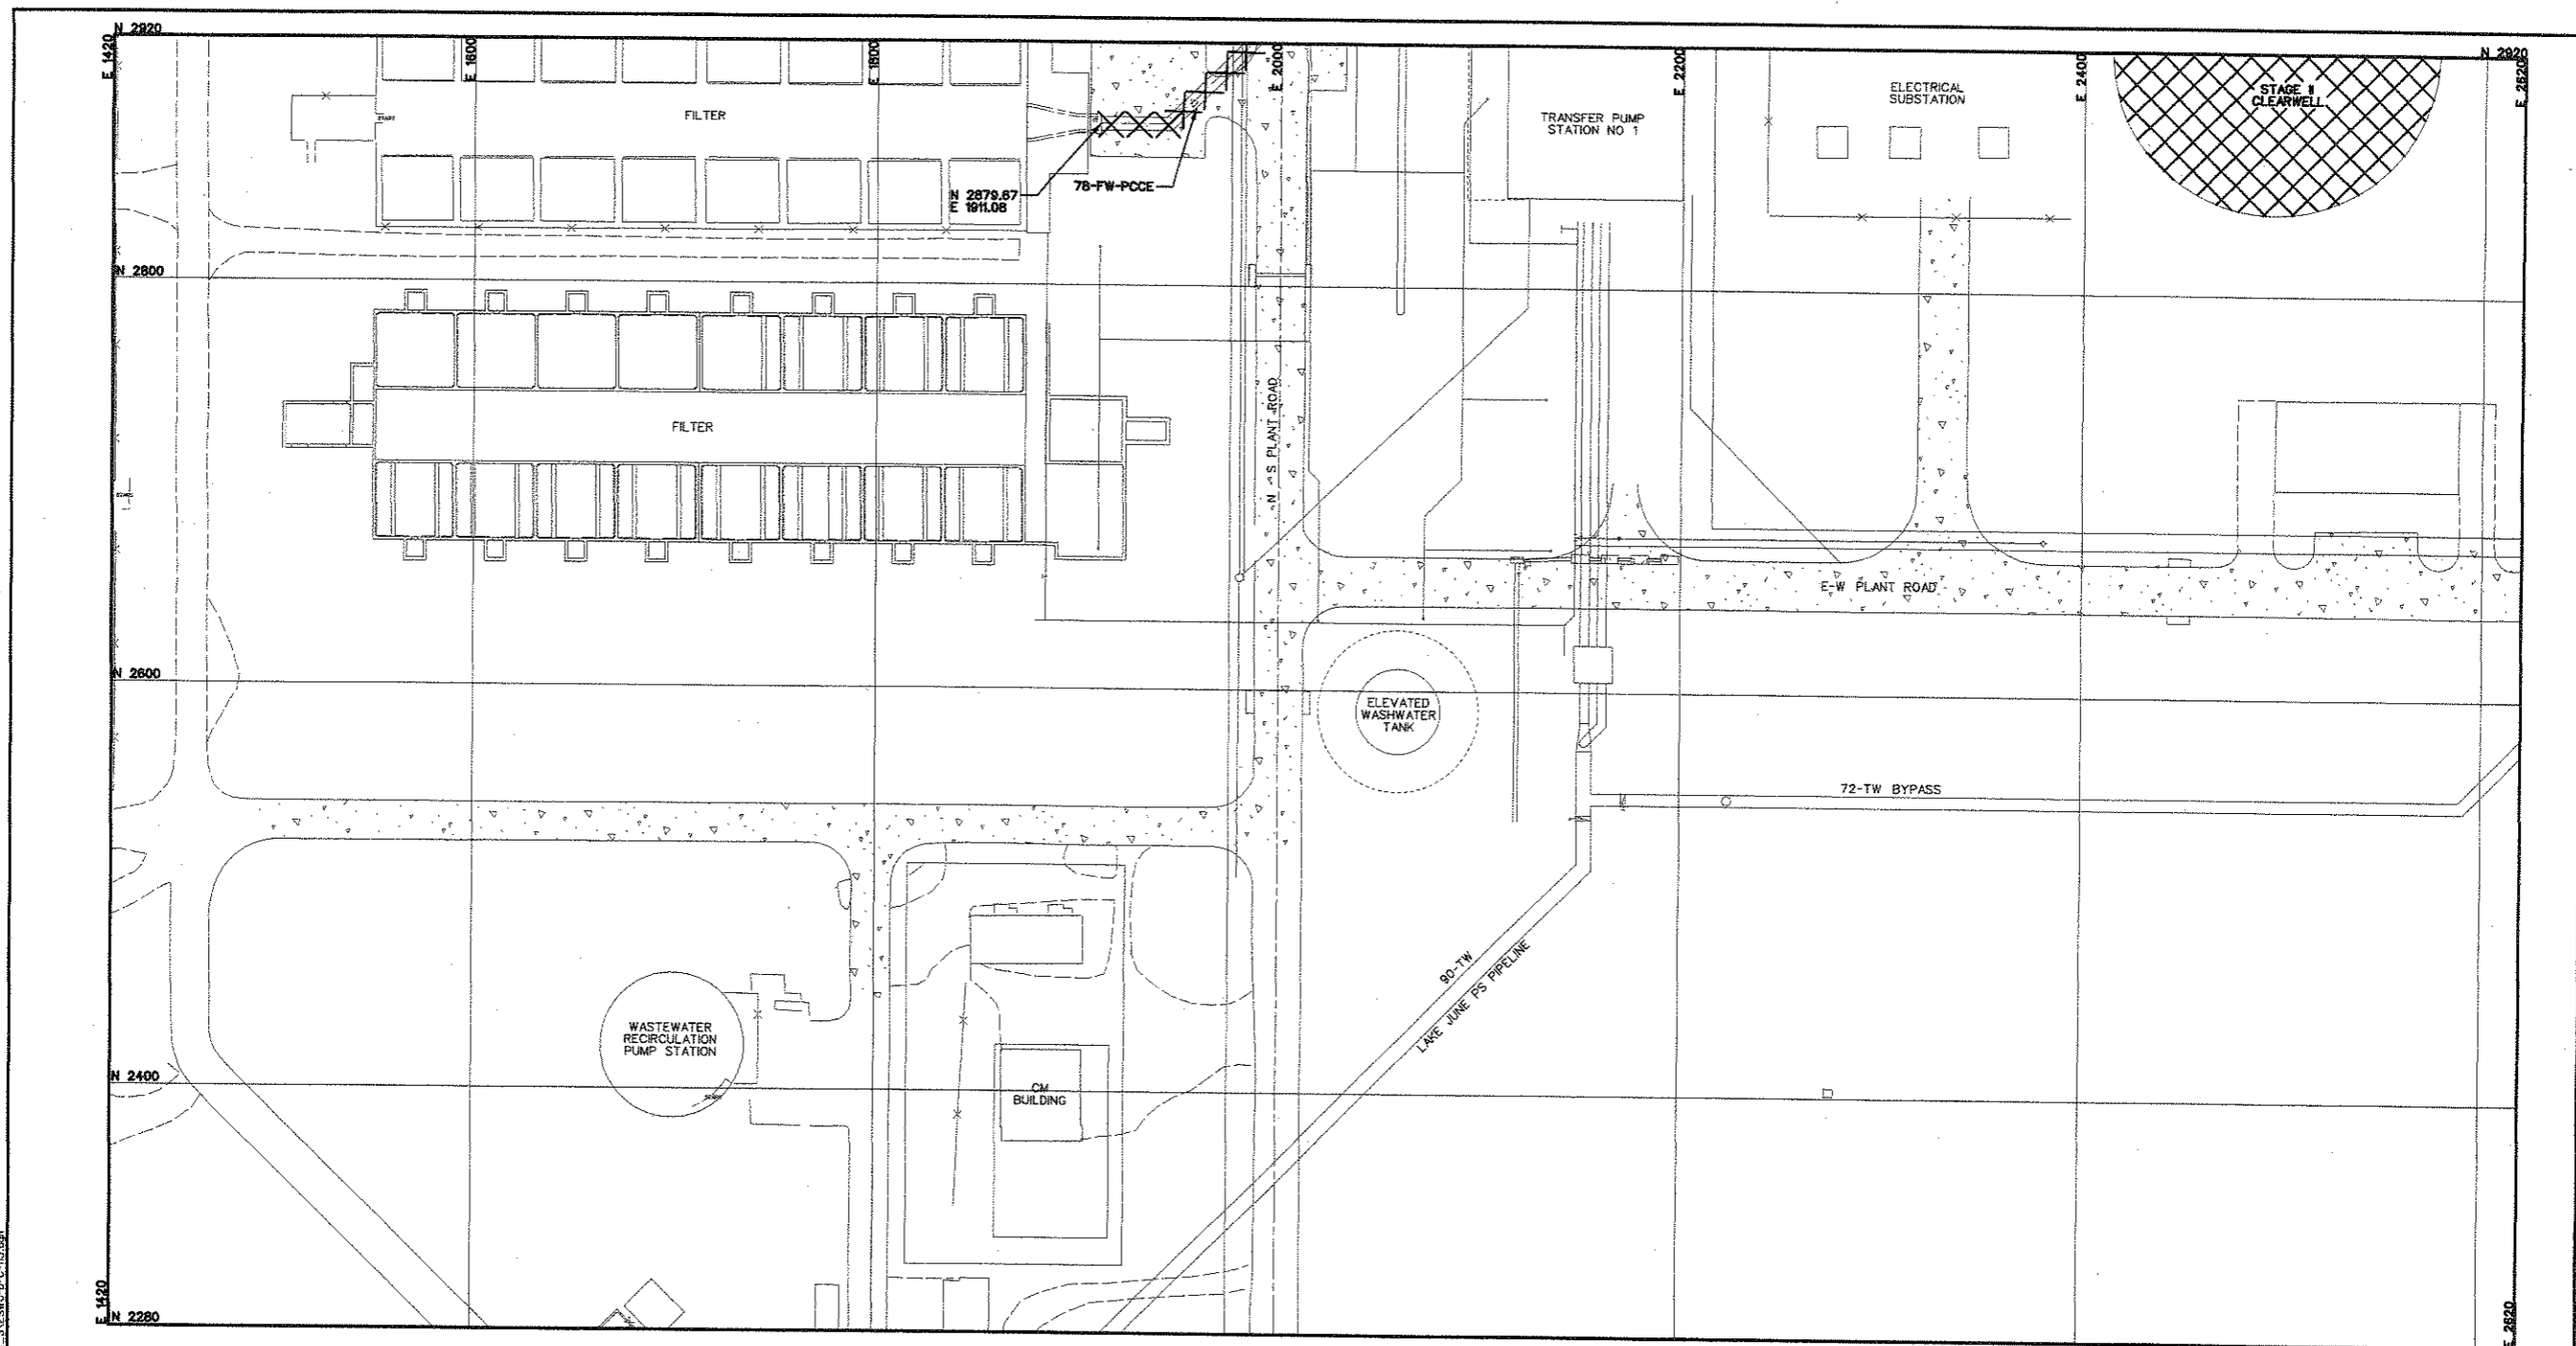 N 2920
N 2920
E 1420
E 1600
E 1800
E 2000
E 2200
E 2400
E 2620
FILTER
TRANSFER PUMP
STATION NO 1
ELECTRICAL
SUBSTATION
STAGE II
CLEARWELL
STAIRS
N 2879.67
E 1911.08
78-FW-PCCE
N 2800
FILTER
N - S PLANT ROAD
E-W PLANT ROAD
N 2600
ELEVATED
WASHWATER
TANK
72-TW BYPASS
90-TW
LAKE JUNE PS PIPELINE
WASTEWATER
RECIRCULATION
PUMP STATION
N 2400
CM
BUILDING
E 1420
N 2280
E 2620